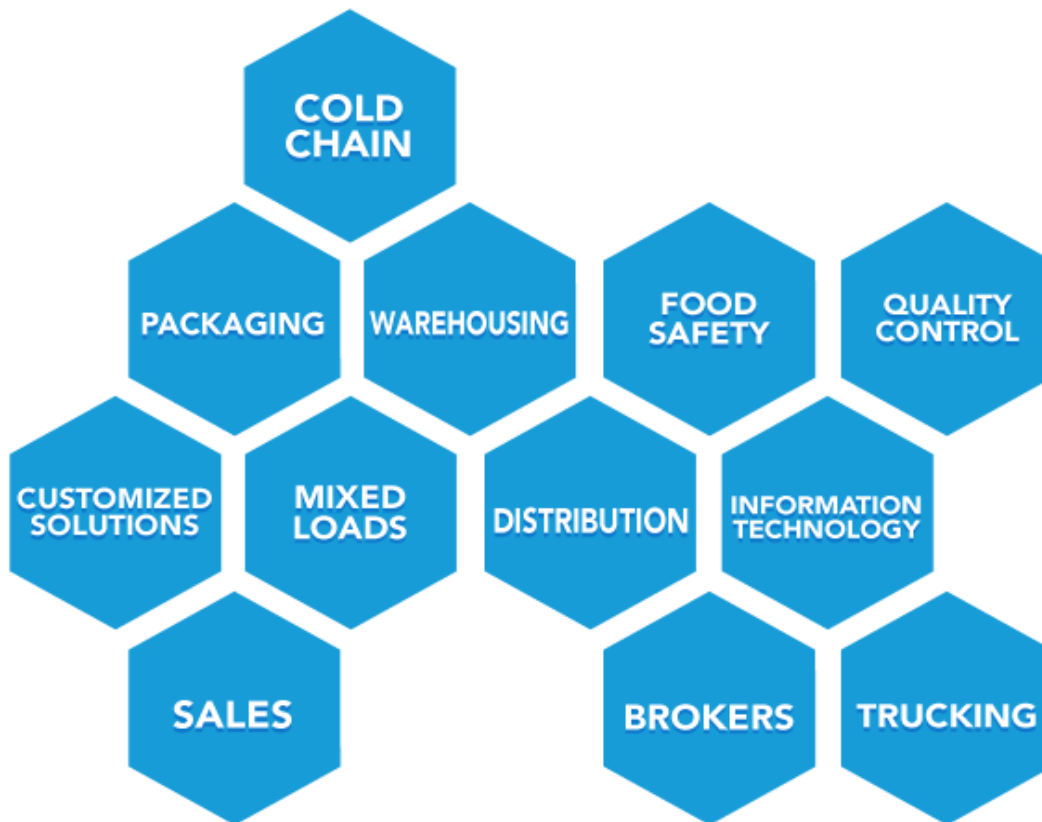 COLD
CHAIN
PACKAGING
WAREHOUSING
FOOD
SAFETY
QUALITY
CONTROL
CUSTOMIZED
SOLUTIONS
MIXED
LOADS
DISTRIBUTION
INFORMATION
TECHNOLOGY
SALES
BROKERS
TRUCKING